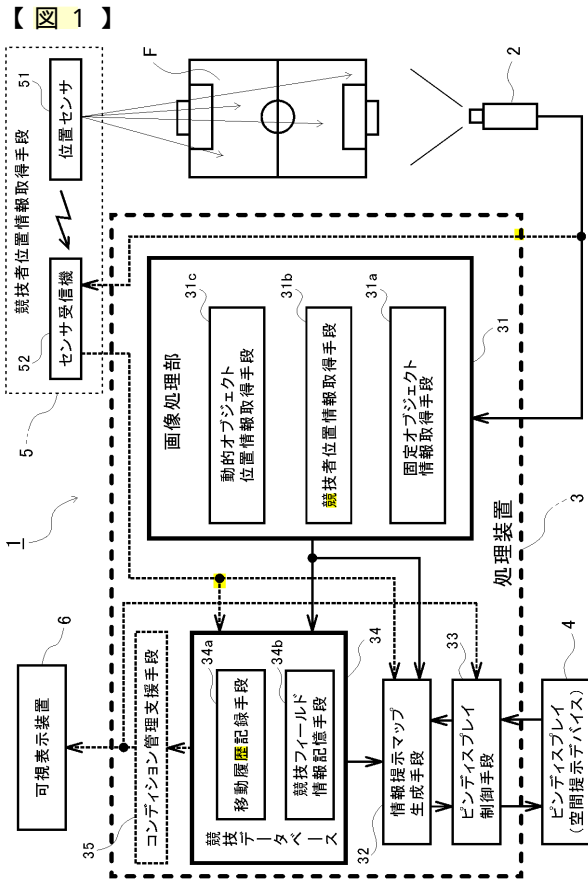 【図1】
1
競技者位置情報取得手段
位置センサ
51
センサ受信機
52
5
F
2
処理装置
3
画像処理部
31
動的オブジェクト
位置情報取得手段
31c
競技者位置情報取得手段
31b
固定オブジェクト
情報取得手段
31a
可視表示装置
6
コンディション管理支援手段
35
競技
データベース
34
移動履歴記録手段
34a
競技フィールド
情報記憶手段
34b
情報提示マップ
生成手段
32
ピンディスプレイ
制御手段
33
ピンディスプレイ
(空間提示デバイス)
4